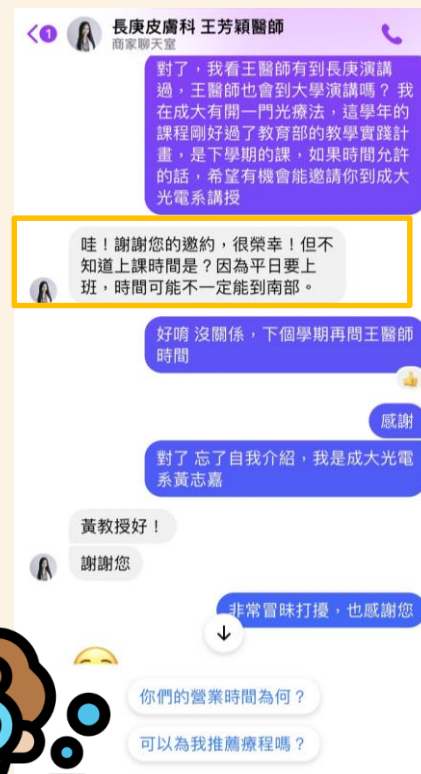 1
長庚皮膚科 王芳穎醫師
商家聊天室
對了，我看王醫師有到長庚演講
過，王醫師也會到大學演講嗎？ 我
在成大有開一門光療法，這學年的
課程剛好過了教育部的教學實踐計
畫，是下學期的課，如果時間允許
的話，希望有機會能邀請你到成大
光電系講授
哇！謝謝您的邀約，很榮幸！但不
知道上課時間是？因為平日要上
班，時間可能不一定能到南部。
好唷 沒關係，下個學期再問王醫師
時間
感謝
對了 忘了自我介紹，我是成大光電
系黃志嘉
黃教授好！
謝謝您
非常冒昧打擾，也感謝您
你們的營業時間為何？
可以為我推薦療程嗎？